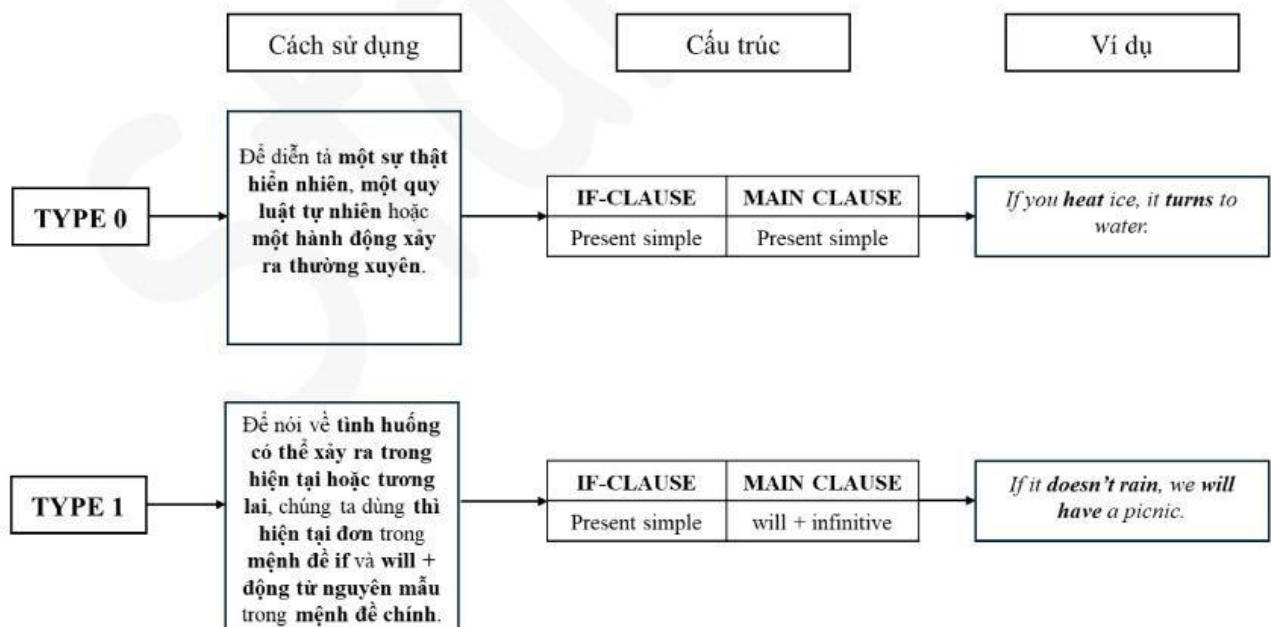 Cách sử dụng
Cấu trúc
Ví dụ
TYPE 0
Để diễn tả một sự thật
hiển nhiên, một quy
luật tự nhiên hoặc
một hành động xảy
ra thường xuyên.
IF-CLAUSE MAIN CLAUSE
Present simple Present simple
If you heat ice, it turns to
water.
TYPE 1
Để nói về tình huống
có thể xảy ra trong
hiện tại hoặc tương
lai, chúng ta dùng thì
hiện tại đơn trong
mệnh đề if và will +
động từ nguyên mẫu
trong mệnh đề chính.
IF-CLAUSE MAIN CLAUSE
Present simple will + infinitive
If it doesn’t rain, we will
have a picnic.